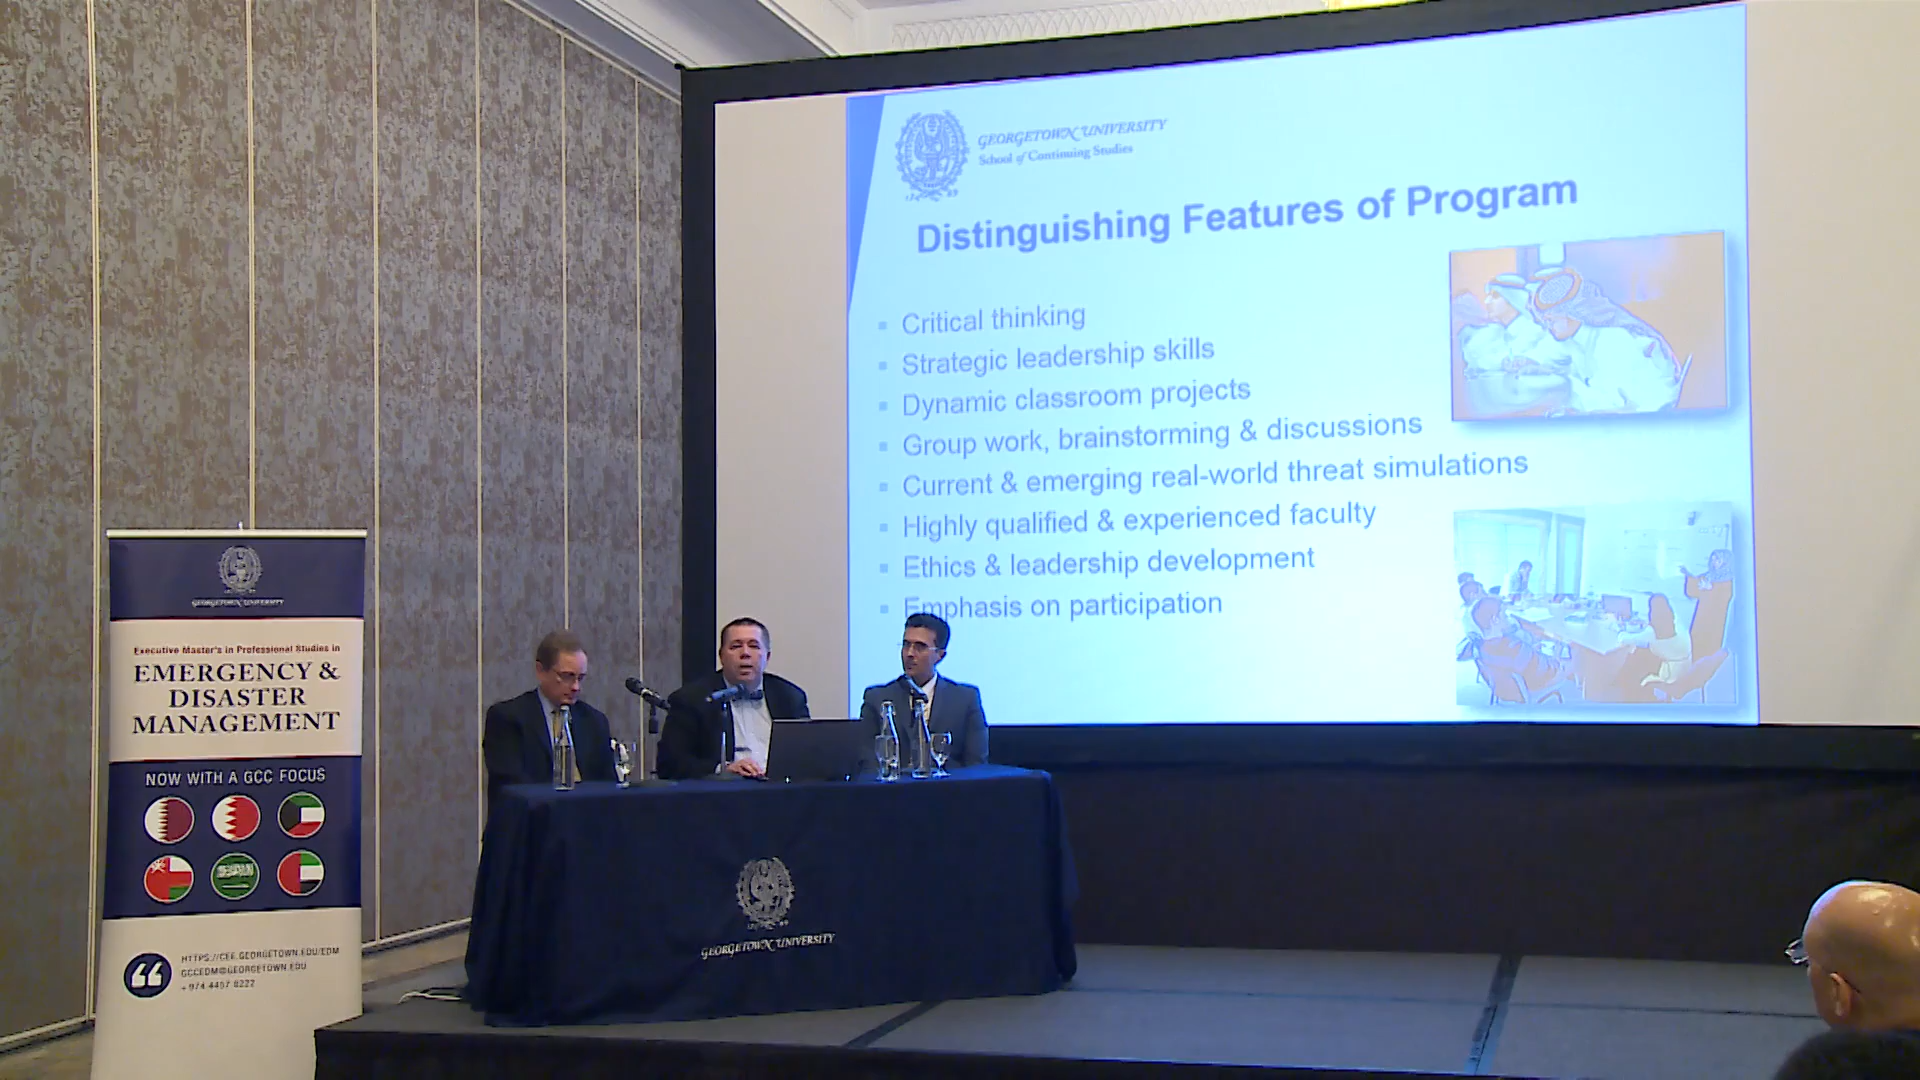 GEORGETOWN UNIVERSITY
School of Continuing Studies
Distinguishing Features of Program
Critical thinking
Strategic leadership skills
Dynamic classroom projects
Group work, brainstorming & discussions
Current & emerging real-world threat simulations
Highly qualified & experienced faculty
Ethics & leadership development
Emphasis on participation
GEORGETOWN UNIVERSITY
Executive Master's in Professional Studies in
EMERGENCY &
DISASTER
MANAGEMENT
NOW WITH A GCC FOCUS
HTTPS://CEE.GEORGETOWN.EDU/EDM
GCCEDM@GEORGETOWN.EDU
+974 4457 8222
GEORGETOWN UNIVERSITY